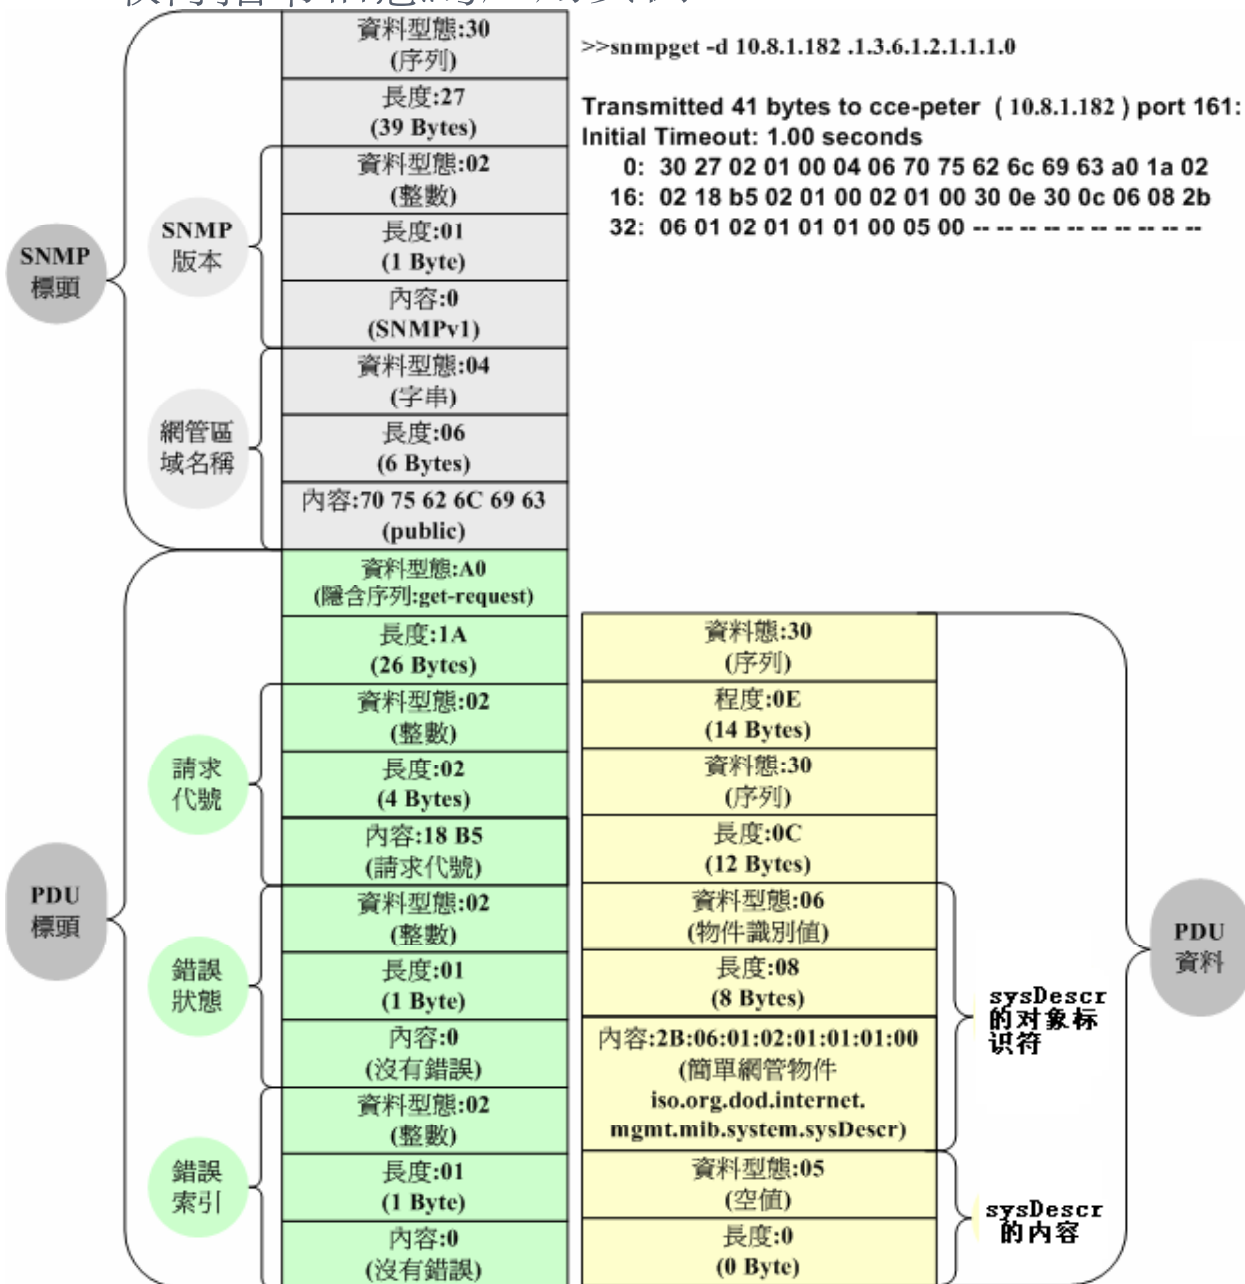 資料型態:30
(序列)
長度:27
(39 Bytes)
資料型態:02
(整數)
長度:01
(1 Byte)
內容:0
(SNMPv1)
資料型態:04
(字串)
長度:06
(6 Bytes)
內容:70 75 62 6C 69 63
(public)
SNMP
標頭
SNMP
版本
網管區
域名稱
>>snmpget -d 10.8.1.182 .1.3.6.1.2.1.1.1.0
Transmitted 41 bytes to cce-peter ( 10.8.1.182 ) port 161:
Initial Timeout: 1.00 seconds
0: 30 27 02 01 00 04 06 70 75 62 6c 69 63 a0 1a 02
16: 02 18 b5 02 01 00 02 01 00 30 0e 30 0c 06 08 2b
32: 06 01 02 01 01 01 00 05 00 -- -- -- -- -- -- -- -- -- --
資料型態:A0
(隱含序列:get-request)
長度:1A
(26 Bytes)
資料型態:02
(整數)
長度:02
(4 Bytes)
內容:18 B5
(請求代號)
資料型態:02
(整數)
長度:01
(1 Byte)
內容:0
(沒有錯誤)
資料型態:02
(整數)
長度:01
(1 Byte)
內容:0
(沒有錯誤)
PDU
標頭
請求
代號
錯誤
狀態
錯誤
索引
資料態:30
(序列)
程度:0E
(14 Bytes)
資料態:30
(序列)
長度:0C
(12 Bytes)
資料型態:06
(物件識別值)
長度:08
(8 Bytes)
內容:2B:06:01:02:01:01:01:00
(簡單網管物件
iso.org.dod.internet.
mgmt.mib.system.sysDescr)
資料型態:05
(空值)
長度:0
(0 Byte)
sysDescr
的对象标
识符
sysDescr
的内容
PDU
資料